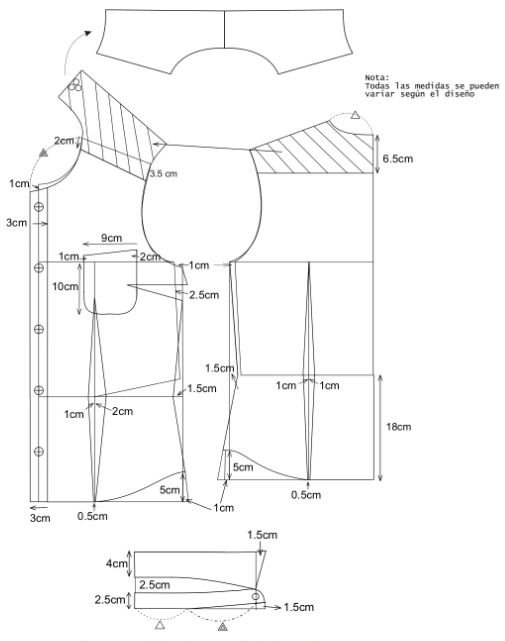 Nota:
Todas las medidas se pueden
variar según el diseño
6.5cm
2cm
3.5 cm
1cm
3cm
9cm
1cm
2cm
1cm
10cm
2.5cm
1.5cm
1.5cm
1cm
1cm
1cm
2cm
18cm
5cm
5cm
0.5cm
1cm
3cm
0.5cm
1.5cm
4cm
2.5cm
2.5cm
1.5cm